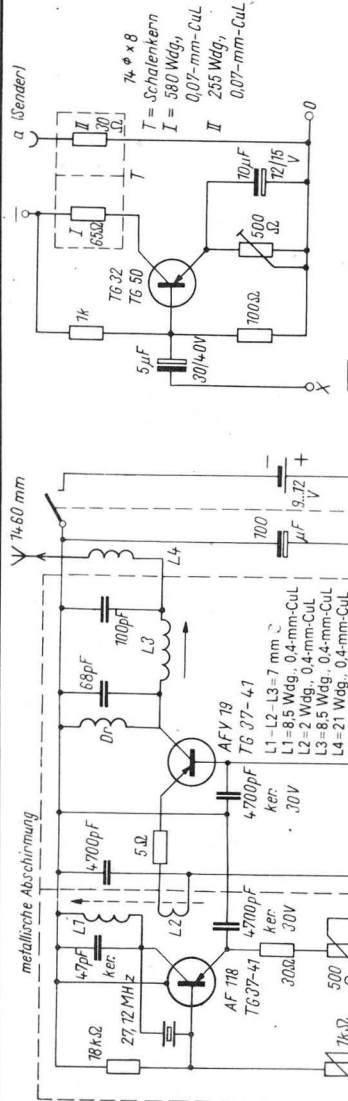 metallische Abschirmung
1460 mm
18kΩ
47pF
ker.
L1
27,12 MHz
4700pF
L2
5Ω
Dr
68pF
L3
100pF
L4
AF 118
TG37-41
4700pF
ker.
30V
4700pF
ker.
30V
AFY 19
TG 37-41
30Ω
500
1kΩ
L1-L2-L3=7 mm
L1=8,5 Wdg., 0,4-mm-CuL
L2=2 Wdg., 0,4-mm-CuL
L3=8,5 Wdg., 0,4-mm-CuL
L4=21 Wdg., 0,4-mm-CuL
100
μF
9...12
V
−
+
−
a (Sender)
I
65Ω
II
30
Ω
T
1k
TG 32
TG 50
5μF
30/40V
100Ω
500
Ω
10μF
12/15
V
X
0
14 φ x 8
T = Schalenkern
I = 580 Wdg.,
0,07-mm-CuL
II 255 Wdg.,
0,07-mm-CuL